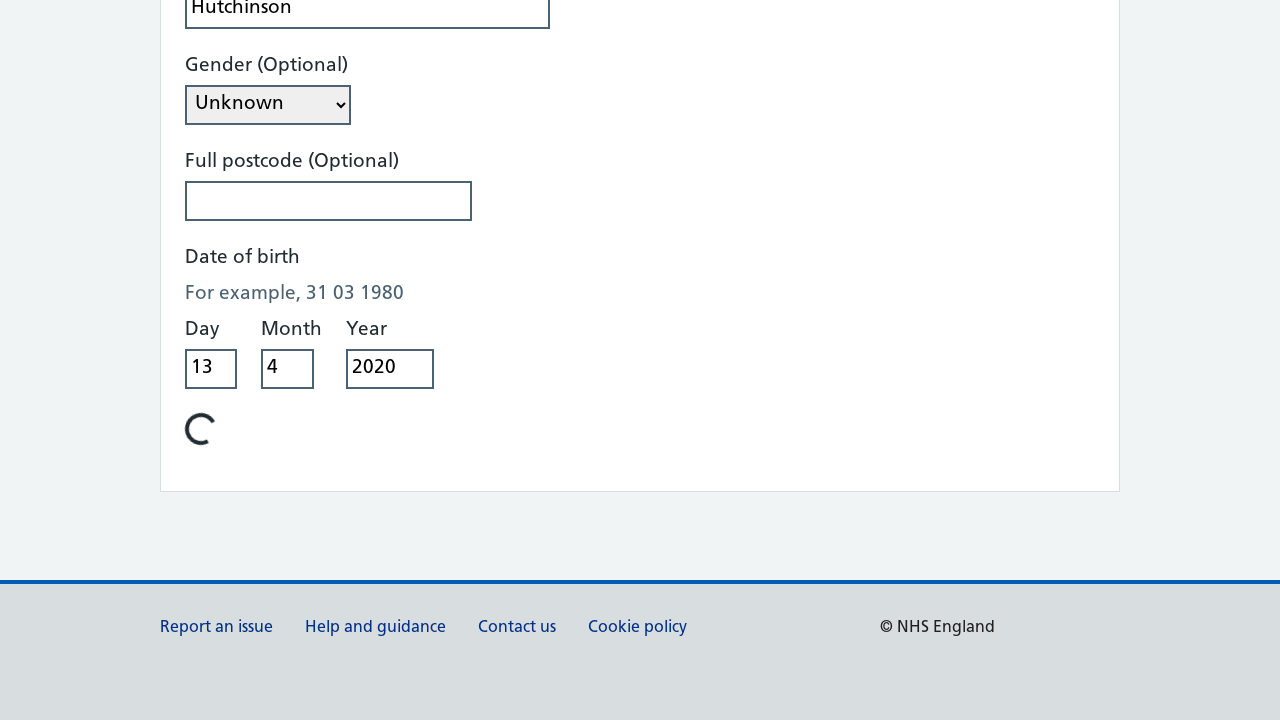 Hutchinson
Gender (Optional)
Unknown
Full postcode (Optional)
Date of birth
For example, 31 03 1980
Day Month Year
13 4 2020
Report an issue Help and guidance Contact us Cookie policy © NHS England